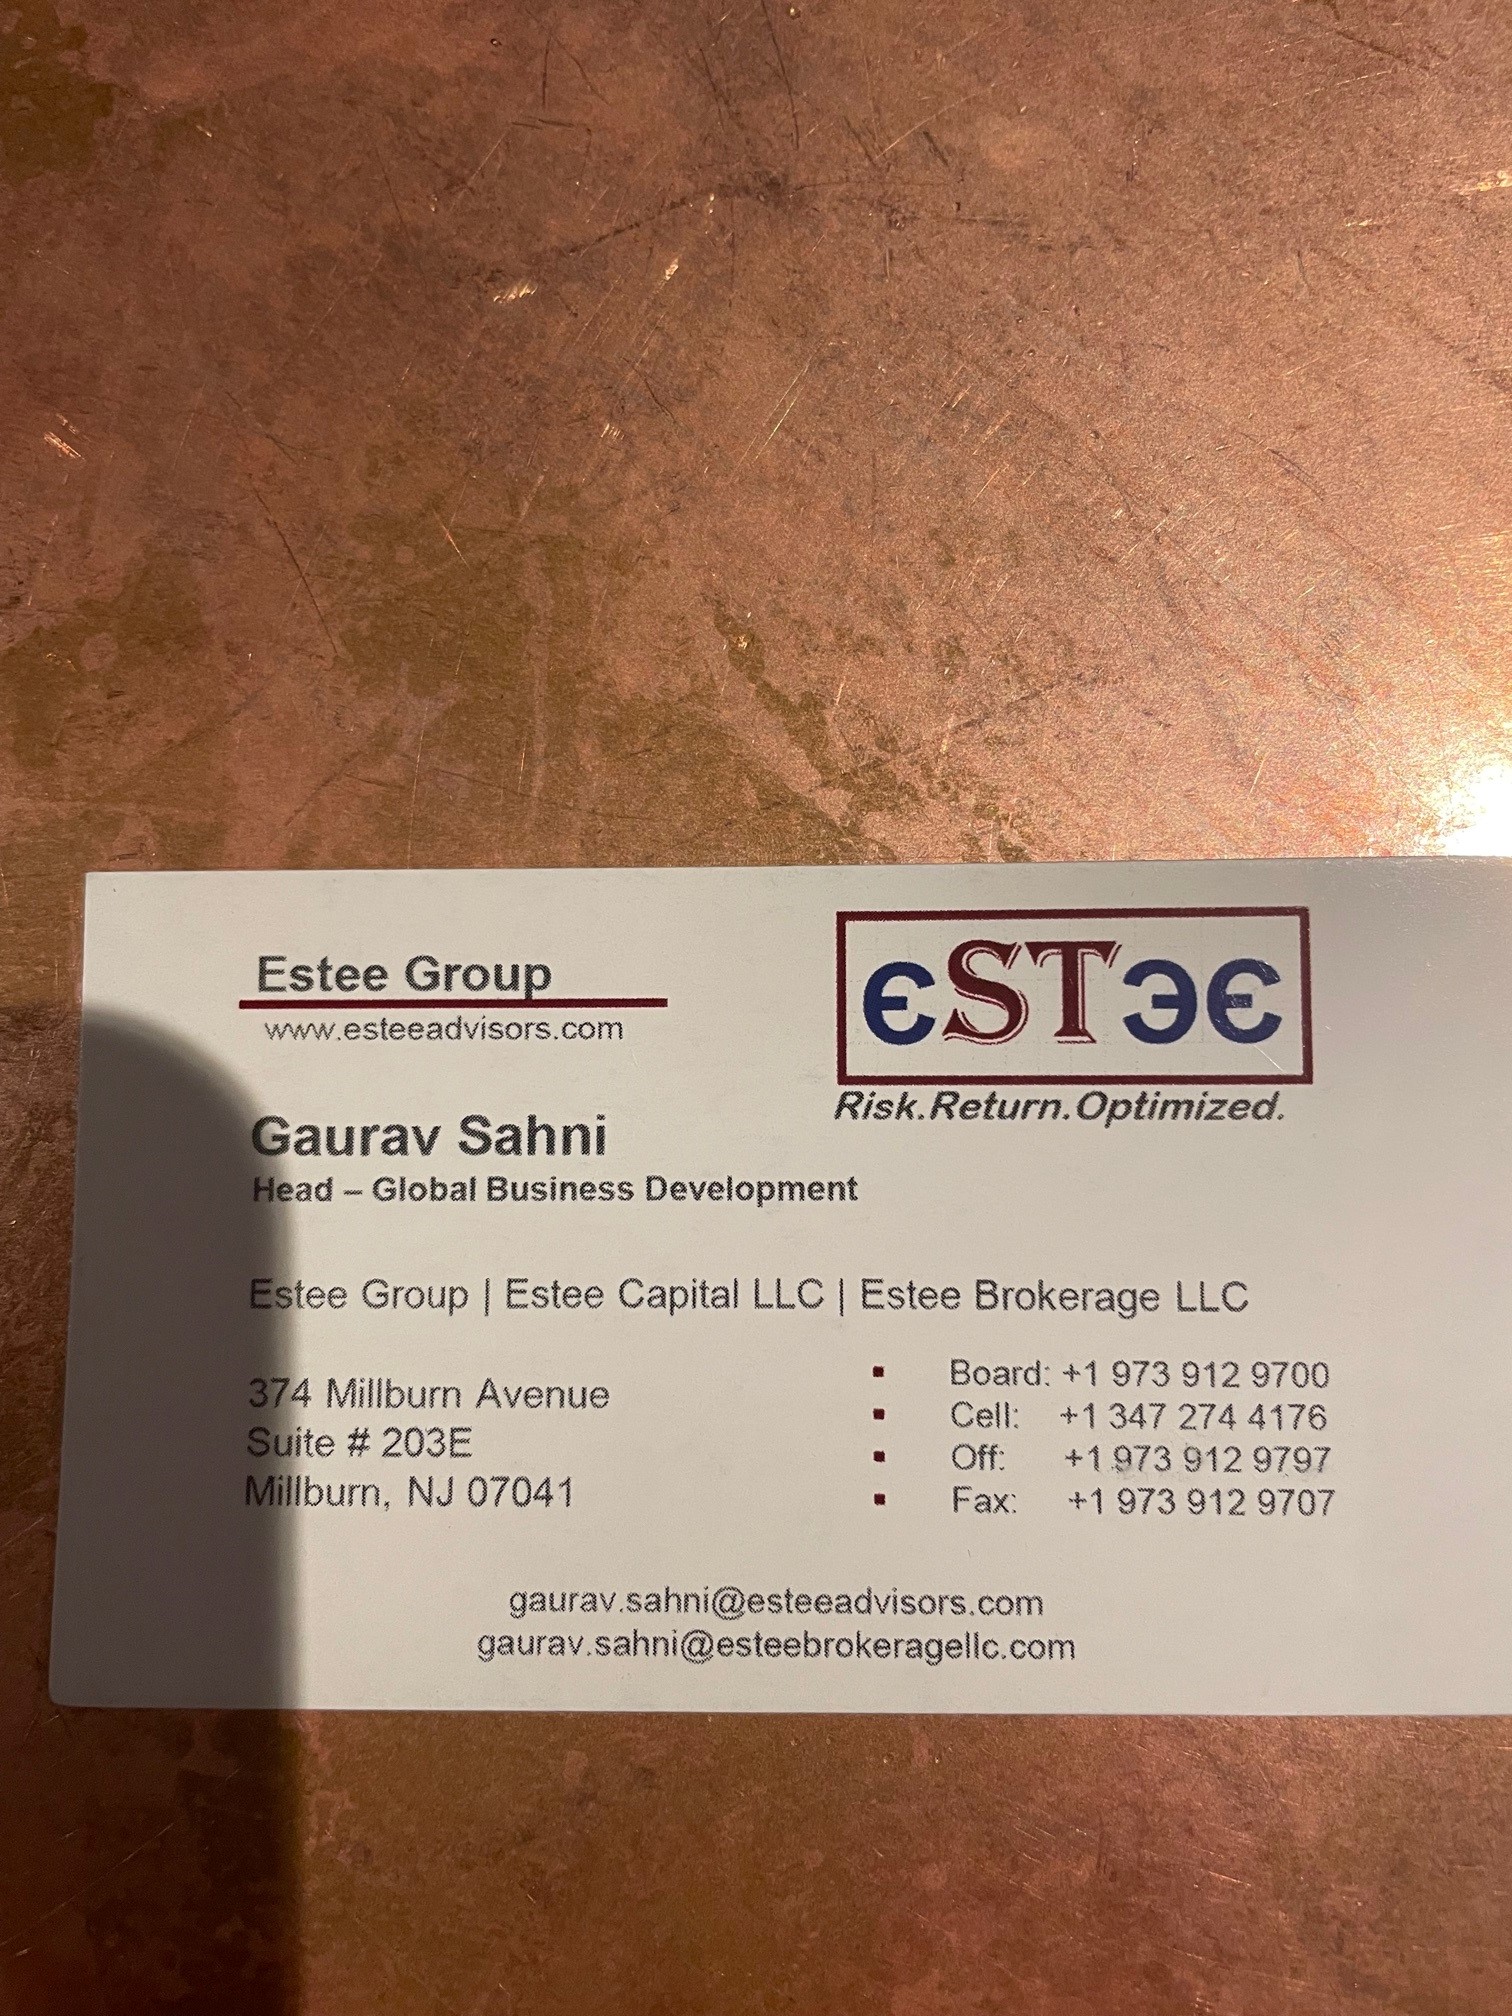 Estee Group
www.esteeadvisors.com
eSTEE
Risk.Return.Optimized.
Gaurav Sahni
Head – Global Business Development
Estee Group | Estee Capital LLC | Estee Brokerage LLC
374 Millburn Avenue
Suite # 203E
Millburn, NJ 07041
▪ Board: +1 973 912 9700
▪ Cell: +1 347 274 4176
▪ Off: +1 973 912 9797
▪ Fax: +1 973 912 9707
gaurav.sahni@esteeadvisors.com
gaurav.sahni@esteebrokeragellc.com